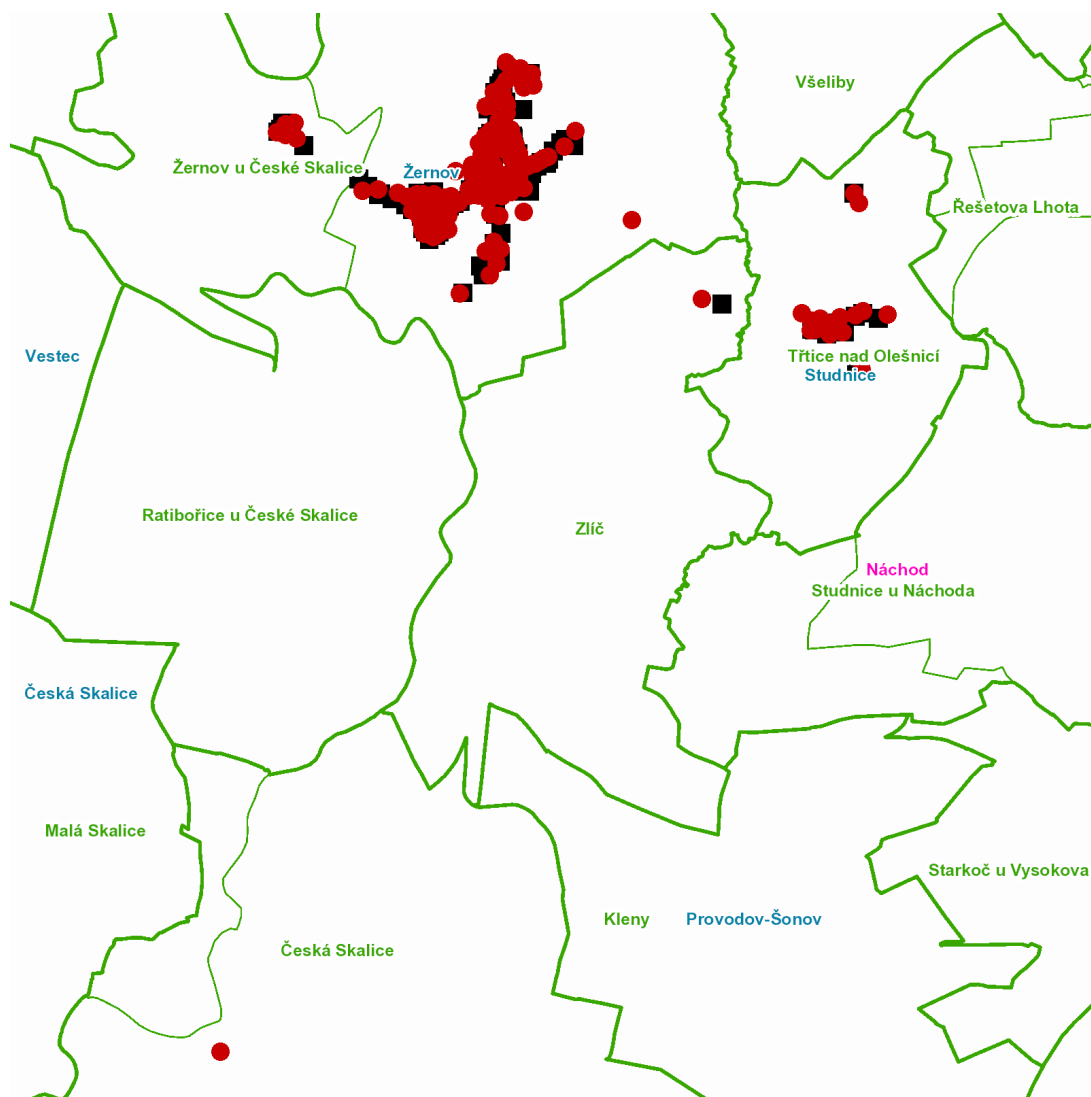 Všeliby
Žernov u České Skalice
Žernov
Řešetova Lhota
Vestec
Třtice nad Olešnicí
Studnice
Ratibořice u České Skalice
Zlíč
Náchod
Studnice u Náchoda
Česká Skalice
Malá Skalice
Starkoč u Vysokova
Kleny
Provodov-Šonov
Česká Skalice